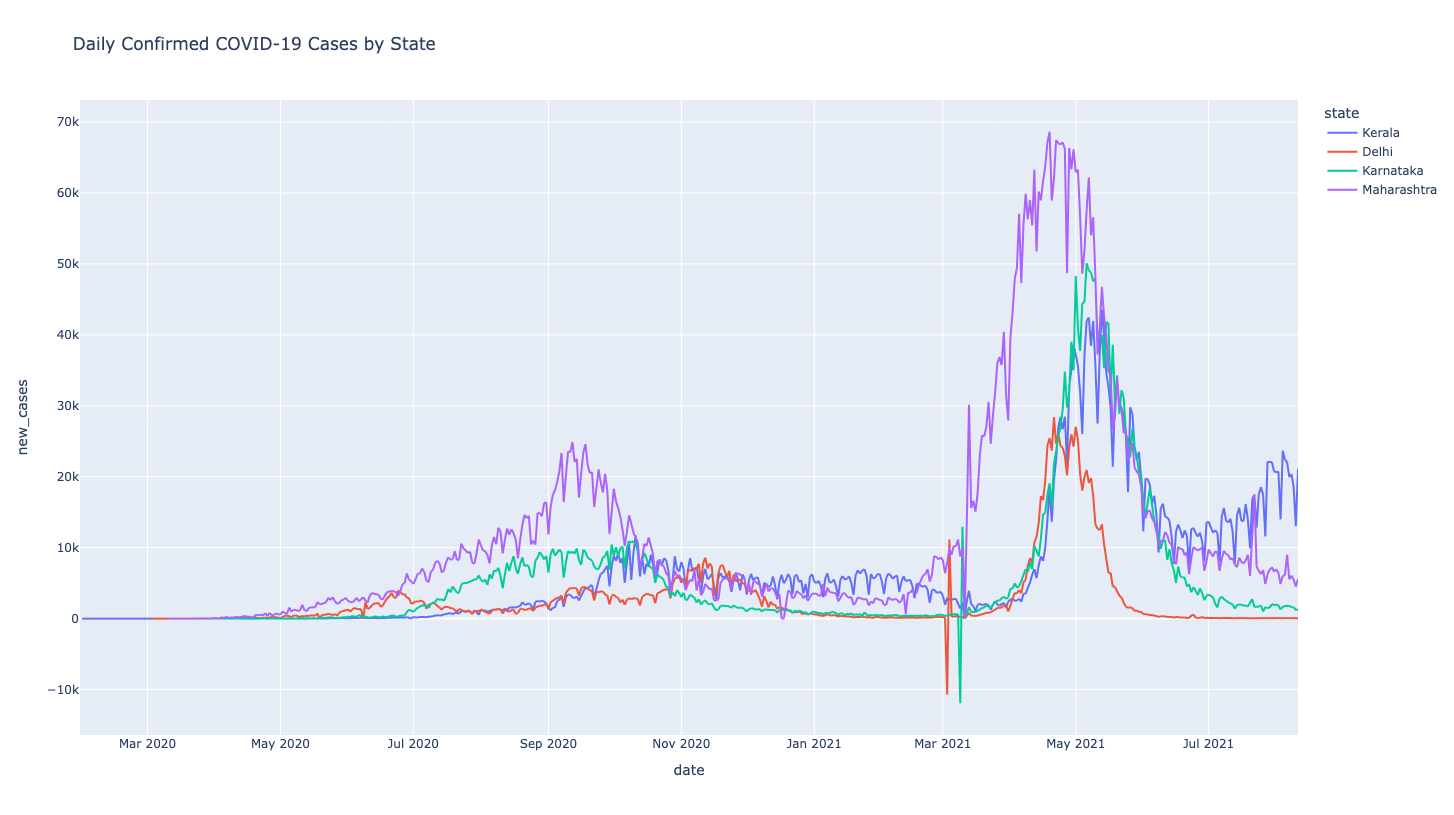 Daily Confirmed COVID-19 Cases by State
state
Kerala
Delhi
Karnataka
Maharashtra
70k
60k
50k
40k
30k
20k
10k
0
−10k
new_cases
Mar 2020 May 2020 Jul 2020 Sep 2020 Nov 2020 Jan 2021 Mar 2021 May 2021 Jul 2021
date